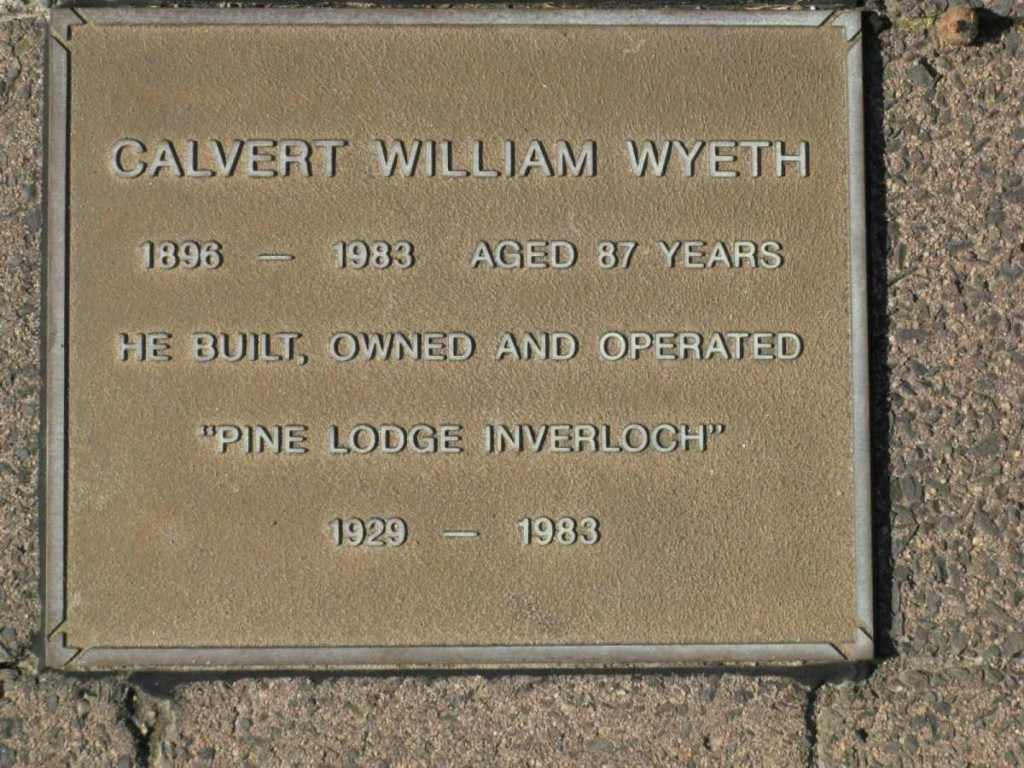 CALVERT WILLIAM WYETH
1896 — 1983 AGED 87 YEARS
HE BUILT, OWNED AND OPERATED
"PINE LODGE INVERLOCH"
1929 — 1983